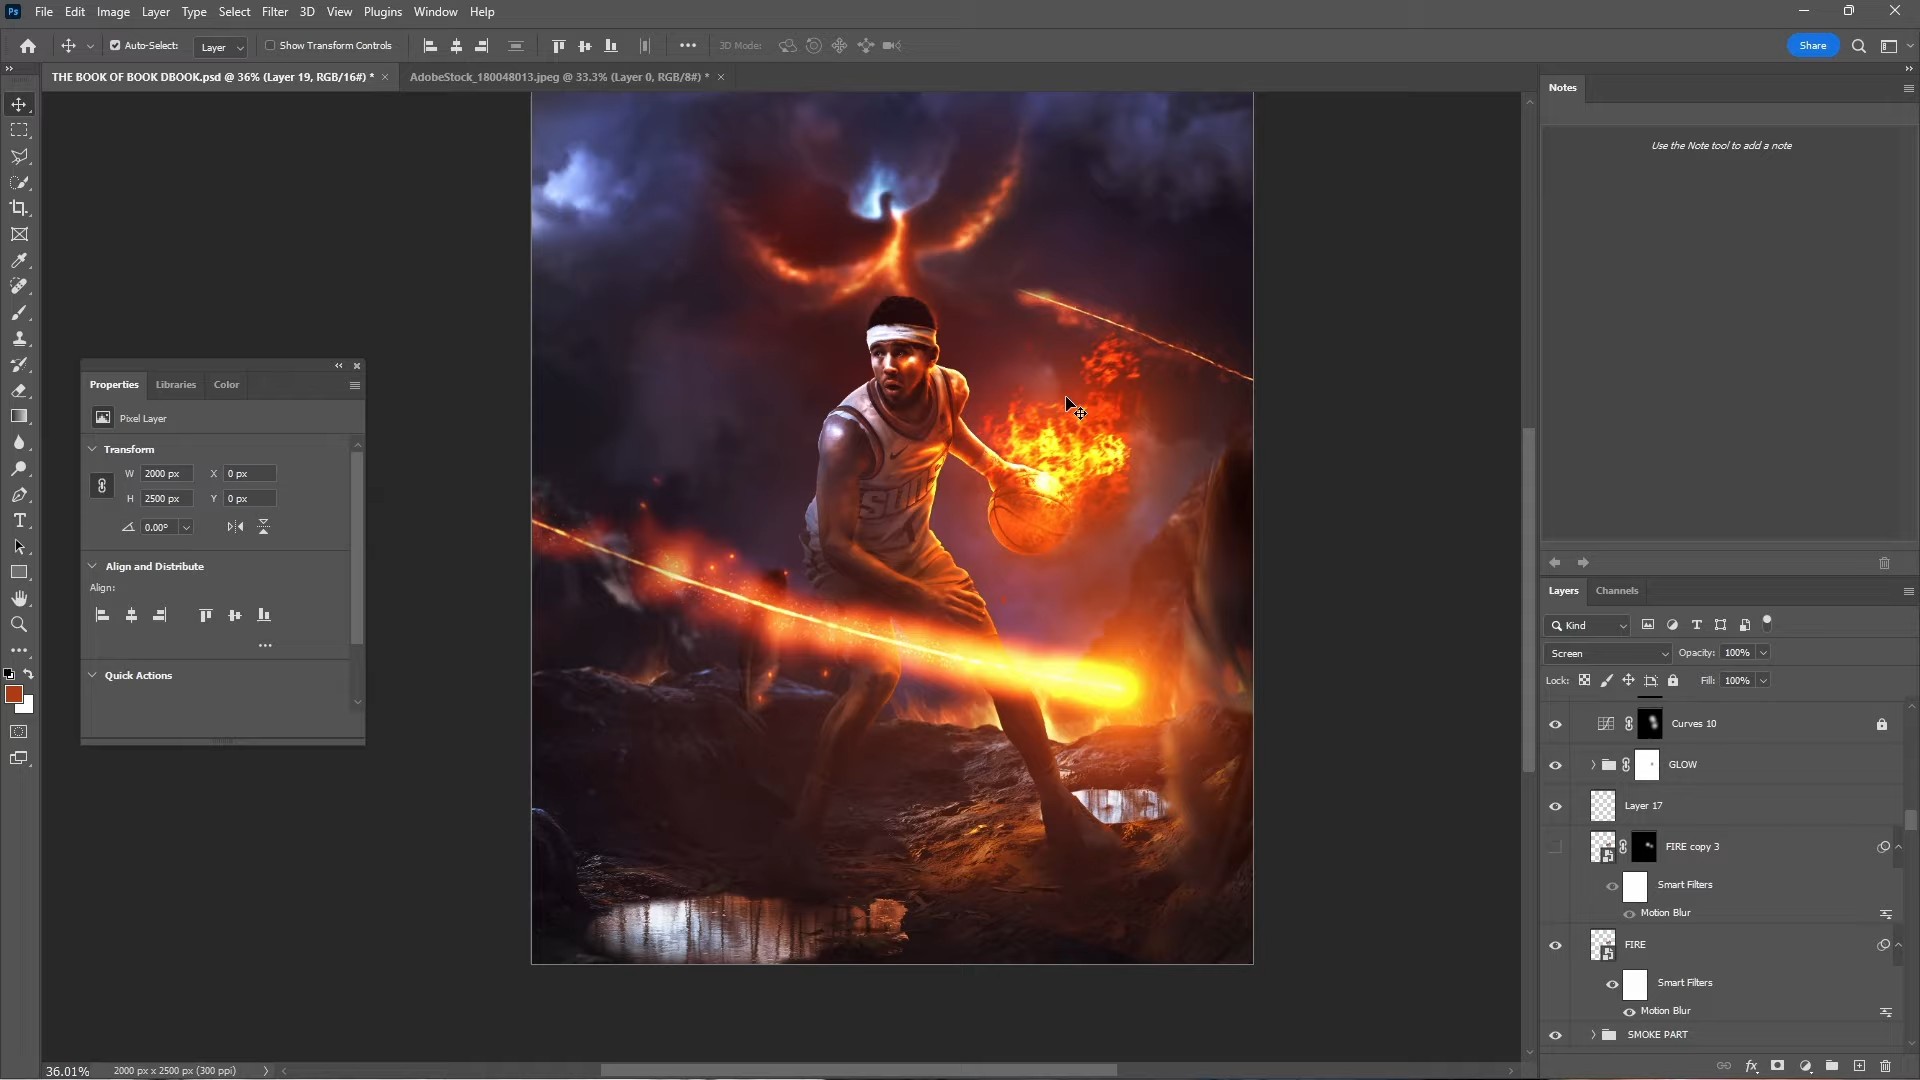 Ps File Edit Image Layer Type Select Filter 3D View Plugins Window Help
Auto-Select: Layer Show Transform Controls 3D Mode: Share
THE BOOK OF BOOK DBOOK.psd @ 36% (Layer 19, RGB/16#) * AdobeStock_180048013.jpeg @ 33.3% (Layer 0, RGB/8#) *
Notes
Use the Note tool to add a note
Properties Libraries Color
Pixel Layer
Transform
W 2000 px X 0 px
H 2500 px Y 0 px
0.00°
Align and Distribute
Align:
Quick Actions
SUN
Layers Channels
Kind
Screen Opacity: 100%
Lock: Fill: 100%
Curves 10
GLOW
Layer 17
FIRE copy 3
Smart Filters
Motion Blur
FIRE
Smart Filters
Motion Blur
SMOKE PART
36.01% 2000 px x 2500 px (300 ppi)